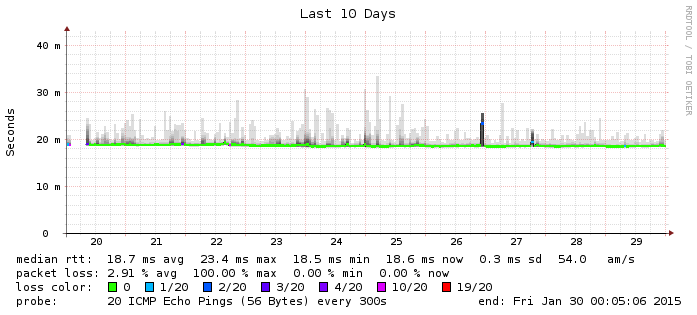 Last 10 Days
RRDTOOL / TOBI OETIKER
Seconds
40 m
30 m
20 m
10 m
0
20 21 22 23 24 25 26 27 28 29
median rtt: 18.7 ms avg 23.4 ms max 18.5 ms min 18.6 ms now 0.3 ms sd 54.0 am/s
packet loss: 2.91 % avg 100.00 % max 0.00 % min 0.00 % now
loss color: 0 1/20 2/20 3/20 4/20 10/20 19/20
probe: 20 ICMP Echo Pings (56 Bytes) every 300s end: Fri Jan 30 00:05:06 2015